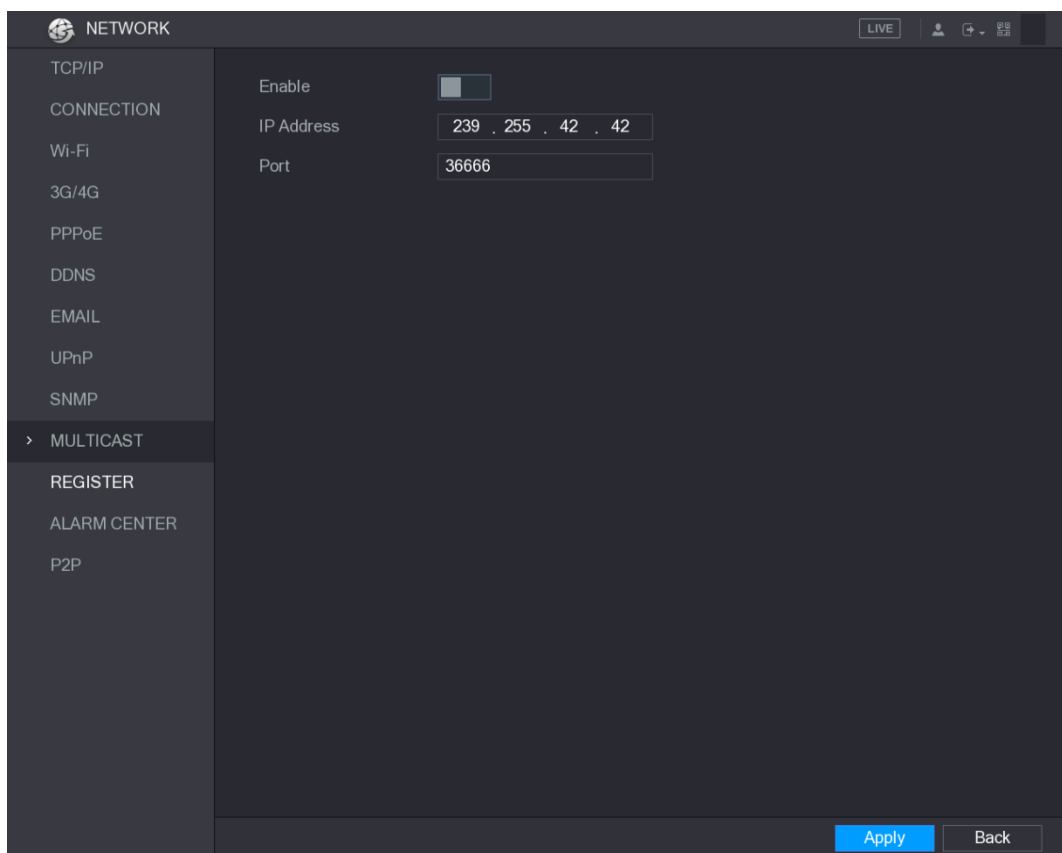 NETWORK
LIVE
TCP/IP
CONNECTION
Wi-Fi
3G/4G
PPPoE
DDNS
EMAIL
UPnP
SNMP
> MULTICAST
REGISTER
ALARM CENTER
P2P
Enable
IP Address 239 . 255 . 42 . 42
Port 36666
Apply Back